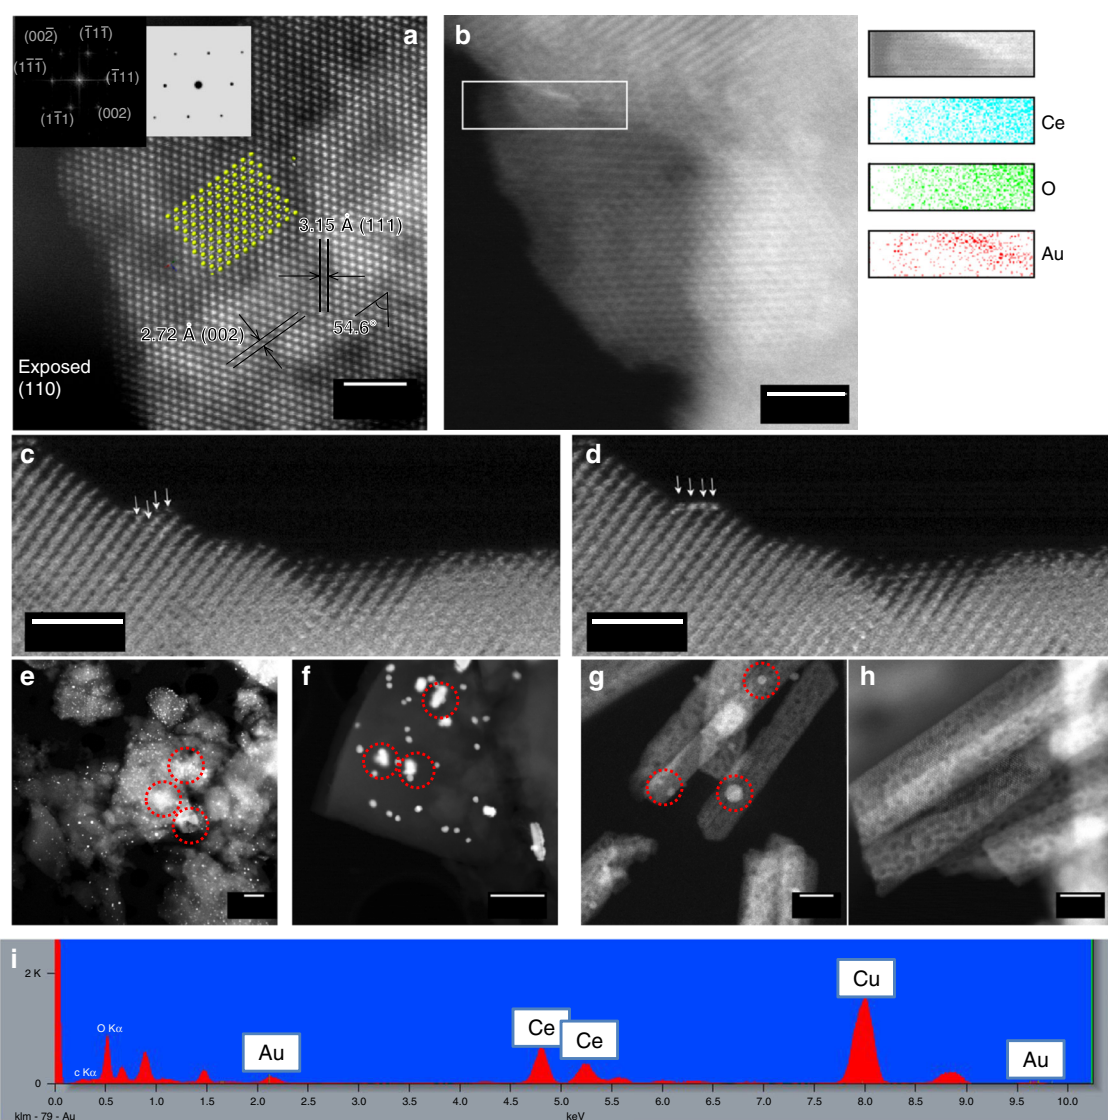 a
(002̄)
(1̄11̄)
(11̄1̄)
(1̄11)
(11̄1)
(002)
3.15 Å (111)
2.72 Å (002)
54.6°
Exposed
(110)
b
Ce
O
Au
c
d
e
f
g
h
i
2 K
0
O Kα
c Kα
Au
Ce
Ce
Cu
Au
0.0 0.5 1.0 1.5 2.0 2.5 3.0 3.5 4.0 4.5 5.0 5.5 6.0 6.5 7.0 7.5 8.0 8.5 9.0 9.5 10.0
klm - 79 - Au
keV